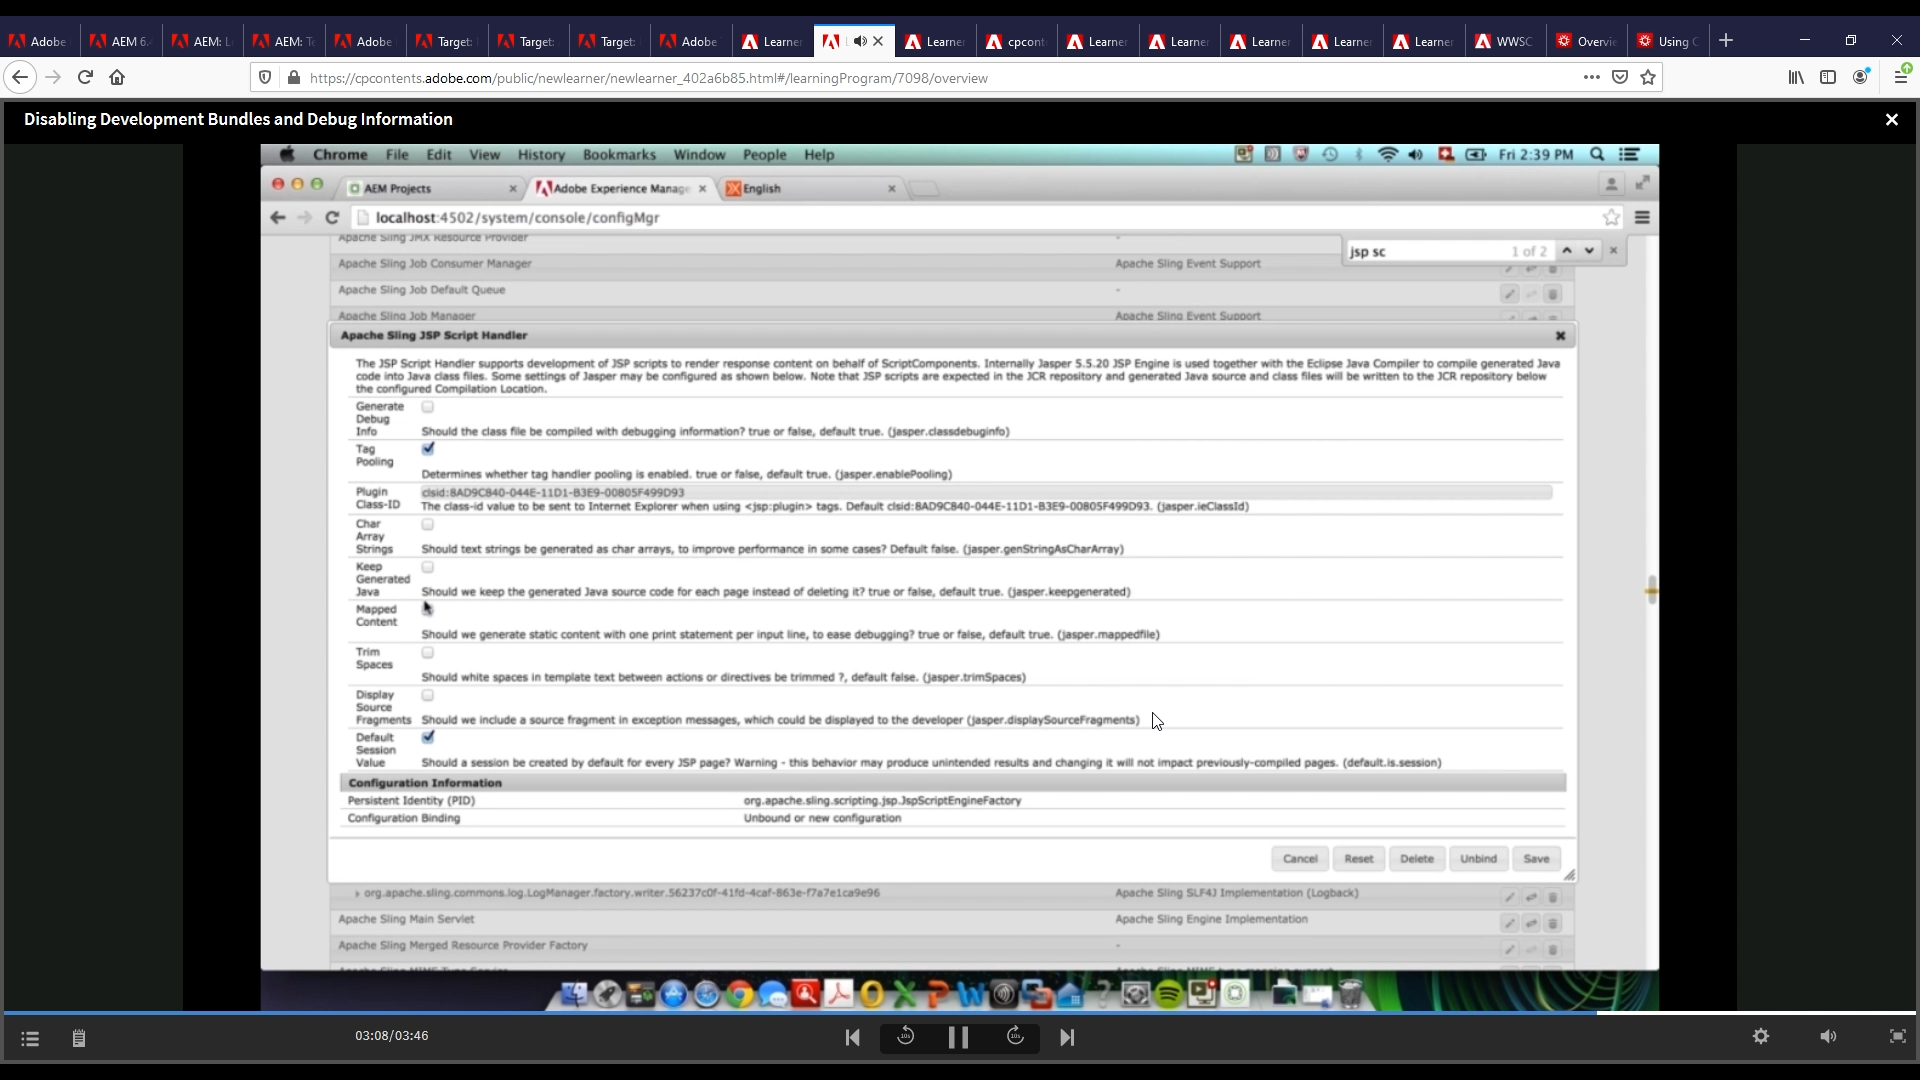 Adobe
AEM 6.
AEM: L
AEM: Te
Adobe
Target:
Target:
Target:
Adobe
Learner
Learner
cpcont
Learner
Learner
Learner
Learner
Learner
WWSC
Overvie
Using C
https://cpcontents.adobe.com/public/newlearner/newlearner_402a6b85.html#/learningProgram/7098/overview
Disabling Development Bundles and Debug Information
Chrome File Edit View History Bookmarks Window People Help
Fri 2:39 PM
AEM Projects
Adobe Experience Manage
English
localhost:4502/system/console/configMgr
jsp sc 1 of 2
Apache Sling JMX Resource Provider -
Apache Sling Job Consumer Manager Apache Sling Event Support
Apache Sling Job Default Queue -
Apache Sling Job Manager Apache Sling Event Support
Apache Sling JSP Script Handler
The JSP Script Handler supports development of JSP scripts to render response content on behalf of ScriptComponents. Internally Jasper 5.5.20 JSP Engine is used together with the Eclipse Java Compiler to compile generated Java
code into Java class files. Some settings of Jasper may be configured as shown below. Note that JSP scripts are expected in the JCR repository and generated Java source and class files will be written to the JCR repository below
the configured Compilation Location.
Generate
Debug
Info
Should the class file be compiled with debugging information? true or false, default true. (jasper.classdebuginfo)
Tag
Pooling
Determines whether tag handler pooling is enabled. true or false, default true. (jasper.enablePooling)
Plugin
Class-ID
clsid:8AD9C840-044E-11D1-B3E9-00805F499D93
The class-id value to be sent to Internet Explorer when using <jsp:plugin> tags. Default clsid:8AD9C840-044E-11D1-B3E9-00805F499D93. (jasper.ieClassId)
Char
Array
Strings
Should text strings be generated as char arrays, to improve performance in some cases? Default false. (jasper.genStringAsCharArray)
Keep
Generated
Java
Should we keep the generated Java source code for each page instead of deleting it? true or false, default true. (jasper.keepgenerated)
Mapped
Content
Should we generate static content with one print statement per input line, to ease debugging? true or false, default true. (jasper.mappedfile)
Trim
Spaces
Should white spaces in template text between actions or directives be trimmed ?, default false. (jasper.trimSpaces)
Display
Source
Fragments
Should we include a source fragment in exception messages, which could be displayed to the developer (jasper.displaySourceFragments)
Default
Session
Value
Should a session be created by default for every JSP page? Warning - this behavior may produce unintended results and changing it will not impact previously-compiled pages. (default.is.session)
Configuration Information
Persistent Identity (PID) org.apache.sling.scripting.jsp.JspScriptEngineFactory
Configuration Binding Unbound or new configuration
Cancel Reset Delete Unbind Save
org.apache.sling.commons.log.LogManager.factory.writer.56237c0f-41fd-4caf-863e-f7a7e1ca9e96 Apache Sling SLF4J Implementation (Logback)
Apache Sling Main Servlet Apache Sling Engine Implementation
Apache Sling Merged Resource Provider Factory -
03:08/03:46
10s
10s